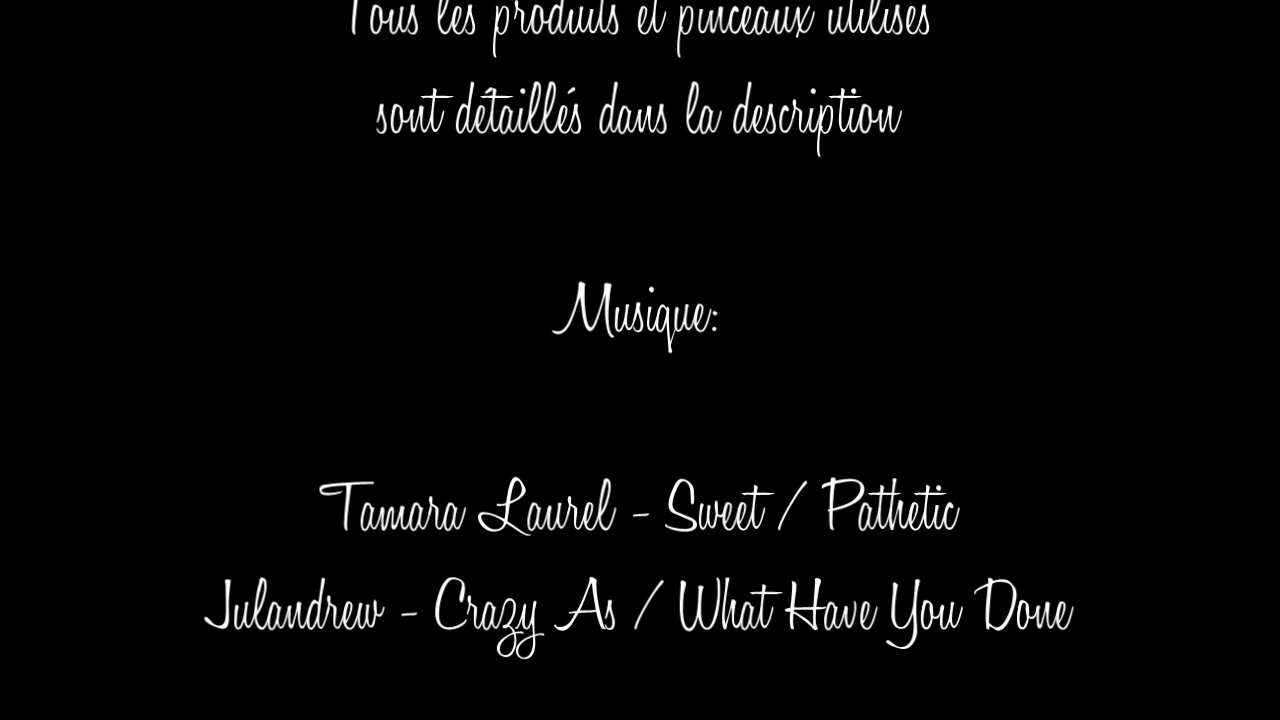 Tous les produits et pinceaux utilisés
sont détaillés dans la description
Musique:
Tamara Laurel - Sweet / Pathetic
Julandrew - Crazy As / What Have You Done